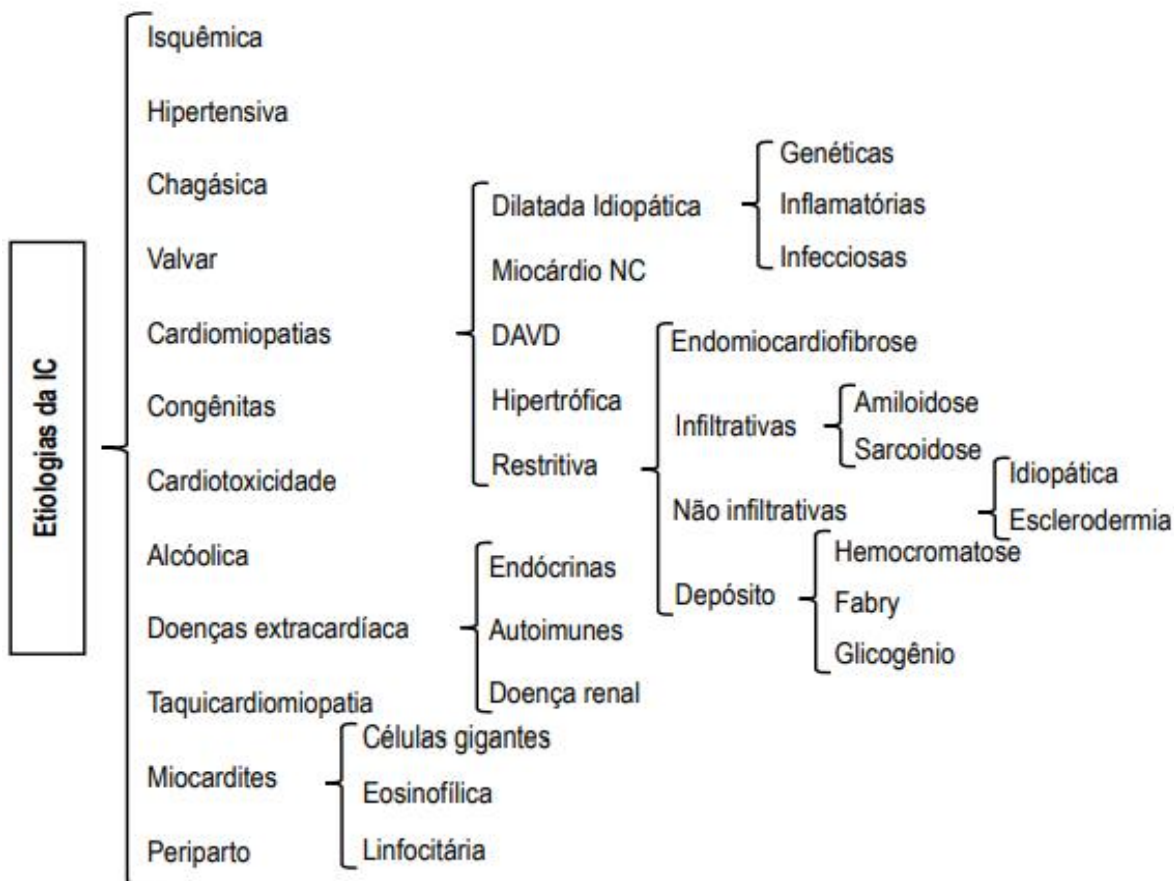 Etiologias da IC
Isquêmica
Hipertensiva
Chagásica
Valvar
Cardiomiopatias
Congênitas
Cardiotoxicidade
Alcóolica
Doenças extracardíaca
Taquicardiomiopatia
Miocardites
Periparto
Dilatada Idiopática
Miocárdio NC
DAVD
Hipertrófica
Restritiva
Genéticas
Inflamatórias
Infecciosas
Endomiocardiofibrose
Infiltrativas
Não infiltrativas
Depósito
Amiloidose
Sarcoidose
Idiopática
Esclerodermia
Hemocromatose
Fabry
Glicogênio
Endócrinas
Autoimunes
Doença renal
Células gigantes
Eosinofílica
Linfocitária